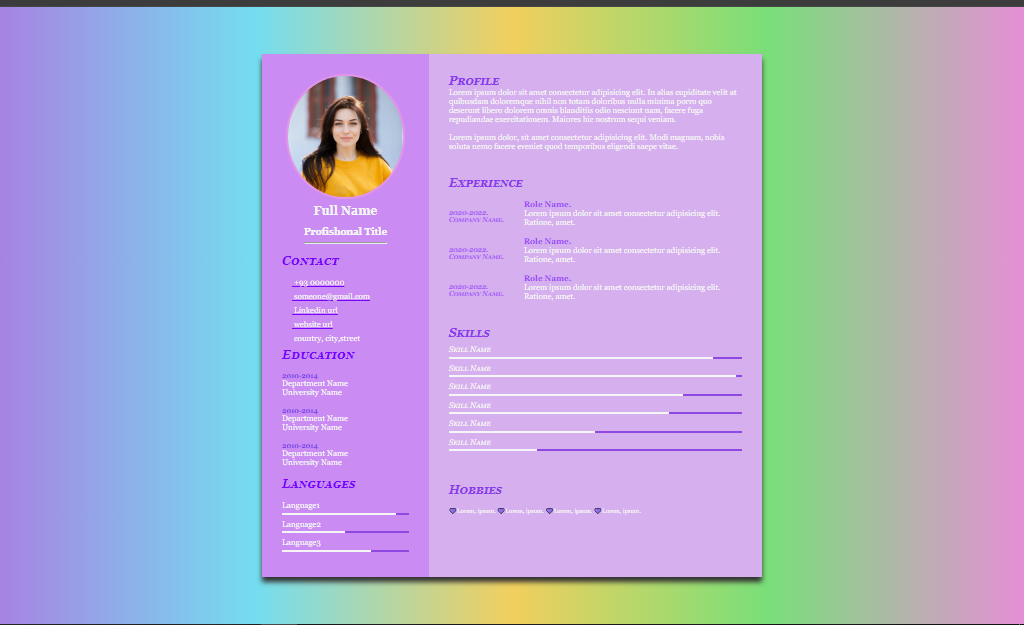 Full Name
Profishonal Title
Contact
+93 0000000
someone@gmail.com
Linkedin url
website url
country, city,street
Education
2010-2014
Department Name
University Name
2010-2014
Department Name
University Name
2010-2014
Department Name
University Name
Languages
Language1
Language2
Language3
Profile
Lorem ipsum dolor sit amet consectetur adipisicing elit. In alias cupiditate velit at
quibusdam doloremque nihil non totam doloribus nulla minima porro quo
deserunt libero dolorem omnis blanditiis odio nesciunt nam, facere fuga
repudiandae exercitationem. Maiores hic nostrum sequi veniam.
Lorem ipsum dolor, sit amet consectetur adipisicing elit. Modi magnam, nobis
soluta nemo facere eveniet quod temporibus eligendi saepe vitae.
Experience
2020-2022.
Company Name.
Role Name.
Lorem ipsum dolor sit amet consectetur adipisicing elit.
Ratione, amet.
2020-2022.
Company Name.
Role Name.
Lorem ipsum dolor sit amet consectetur adipisicing elit.
Ratione, amet.
2020-2022.
Company Name.
Role Name.
Lorem ipsum dolor sit amet consectetur adipisicing elit.
Ratione, amet.
Skills
Skill Name
Skill Name
Skill Name
Skill Name
Skill Name
Skill Name
Hobbies
Lorem, ipsum. Lorem, ipsum. Lorem, ipsum. Lorem, ipsum.